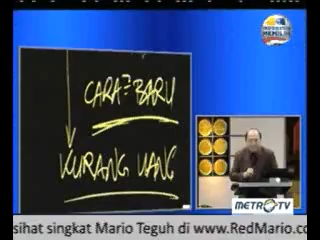 CARA² BARU
KURANG UANG
METRO TV
sihat singkat Mario Teguh di www.RedMario.co